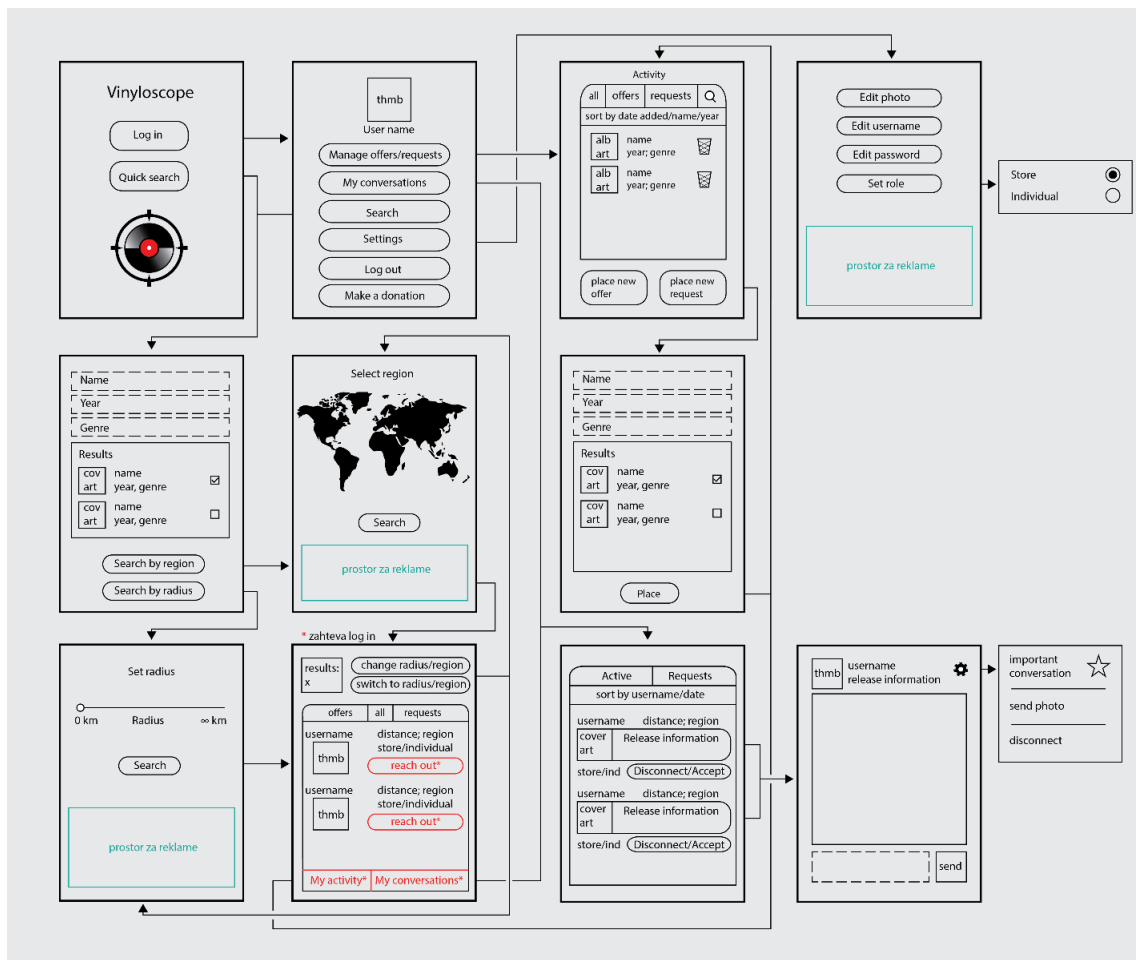 Vinyloscope
Log in
Quick search
thmb
User name
Manage offers/requests
My conversations
Search
Settings
Log out
Make a donation
Activity
all offers requests
sort by date added/name/year
alb
art
name
year; genre
alb
art
name
year; genre
place new
offer
place new
request
Edit photo
Edit username
Edit password
Set role
prostor za reklame
Store
Individual
Name
Year
Genre
Results
cov
art
name
year, genre
cov
art
name
year, genre
Search by region
Search by radius
Select region
Search
prostor za reklame
Name
Year
Genre
Results
cov
art
name
year, genre
cov
art
name
year, genre
Place
Set radius
0 km Radius ∞ km
Search
prostor za reklame
* zahteva log in
results:
x
change radius/region
switch to radius/region
offers all requests
username distance; region
store/individual
thmb
reach out*
username distance; region
store/individual
thmb
reach out*
My activity* My conversations*
Active Requests
sort by username/date
username distance; region
cover
art
Release information
store/ind Disconnect/Accept
username distance; region
cover
art
Release information
store/ind Disconnect/Accept
thmb
username
release information
send
important
conversation
send photo
disconnect